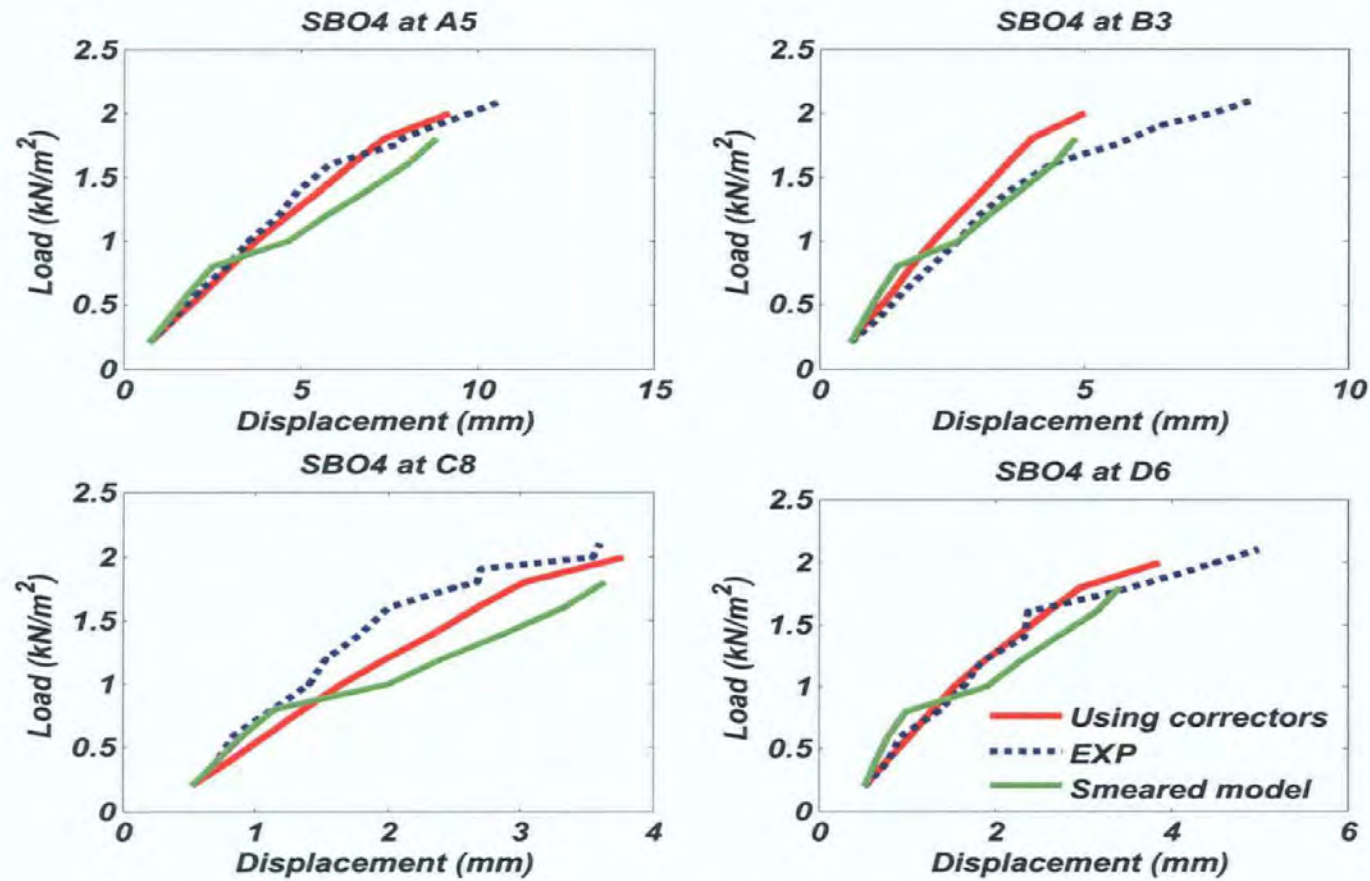 SBO4 at A5
2.5
2
1.5
1
0.5
0
0 5 10 15
Load (kN/m²)
Displacement (mm)
SBO4 at B3
2.5
2
1.5
1
0.5
0
0 5 10
Load (kN/m²)
Displacement (mm)
SBO4 at C8
2.5
2
1.5
1
0.5
0
0 1 2 3 4
Load (kN/m²)
Displacement (mm)
SBO4 at D6
2.5
2
1.5
1
0.5
0
0 2 4 6
Load (kN/m²)
Displacement (mm)
Using correctors
EXP
Smeared model